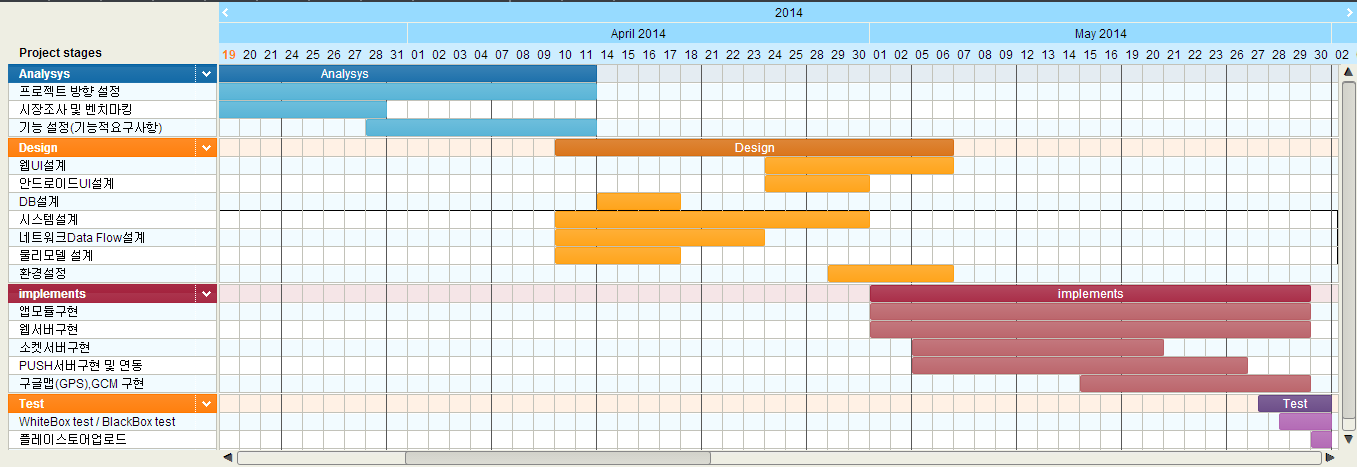 2014
April 2014 May 2014
Project stages 19 20 21 24 25 26 27 28 31 01 02 03 04 07 08 09 10 11 14 15 16 17 18 21 22 23 24 25 28 29 30 01 02 05 06 07 08 09 12 13 14 15 16 19 20 21 22 23 26 27 28 29 30 02
Analysys Analysys
프로젝트 방향 설정
시장조사 및 벤치마킹
기능 설정(기능적요구사항)
Design Design
웹UI설계
안드로이드UI설계
DB설계
시스템설계
네트워크Data Flow설계
물리모델 설계
환경설정
implements implements
앱모듈구현
웹서버구현
소켓서버구현
PUSH서버구현 및 연동
구글맵(GPS),GCM 구현
Test Test
WhiteBox test / BlackBox test
플레이스토어업로드